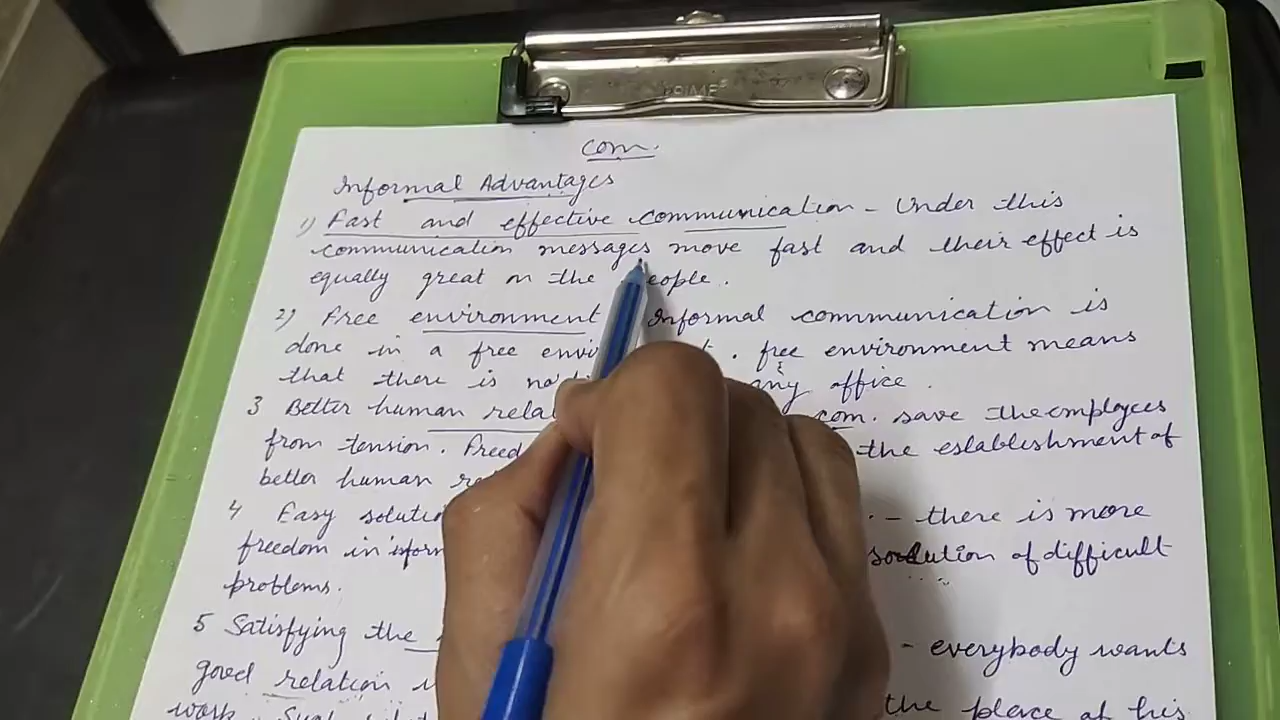 PRIME
com.
Informal Advantages
1) Fast and effective communication - Under this
communication messages move fast and their effect is
equally great on the people.
2) Free environment Informal communication is
done in a free envi t. free environment means
that there is no any office.
3 Better human rela com. save the employees
from tension. Freed the establishment of
better human re
4 Easy soluti - there is more
freedom in inform solution of difficult
problems.
5 Satisfying the - everybody wants
good relation the place of his
work.